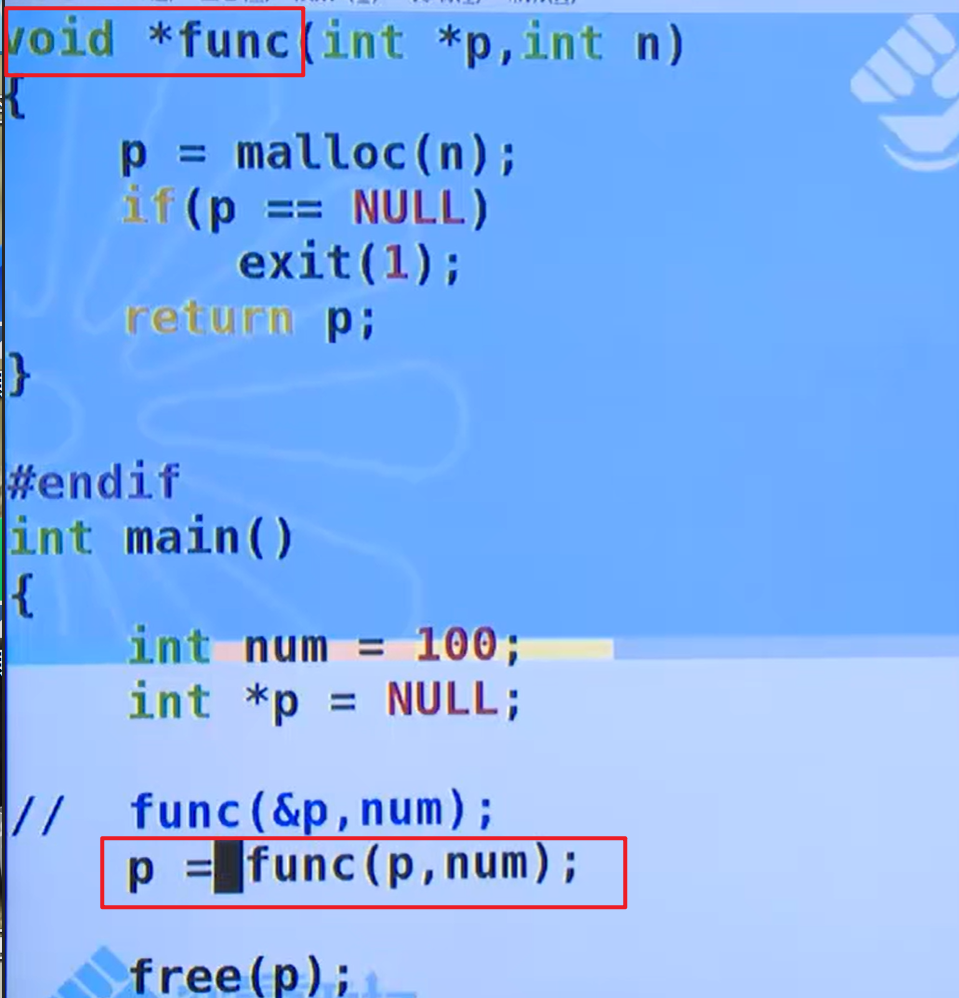 void *func(int *p,int n)
{
    p = malloc(n);
    if(p == NULL)
        exit(1);
    return p;
}
#endif
int main()
{
    int num = 100;
    int *p = NULL;
//  func(&p,num);
    p = func(p,num);
    free(p);